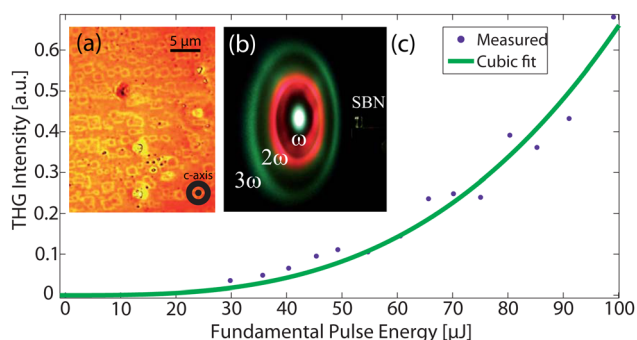 (a)
5 μm
c-axis
(b)
SBN
ω
2ω
3ω
(c)
Measured
Cubic fit
THG Intensity [a.u.]
0.6
0.5
0.4
0.3
0.2
0.1
0
0 10 20 30 40 50 60 70 80 90 100
Fundamental Pulse Energy [μJ]